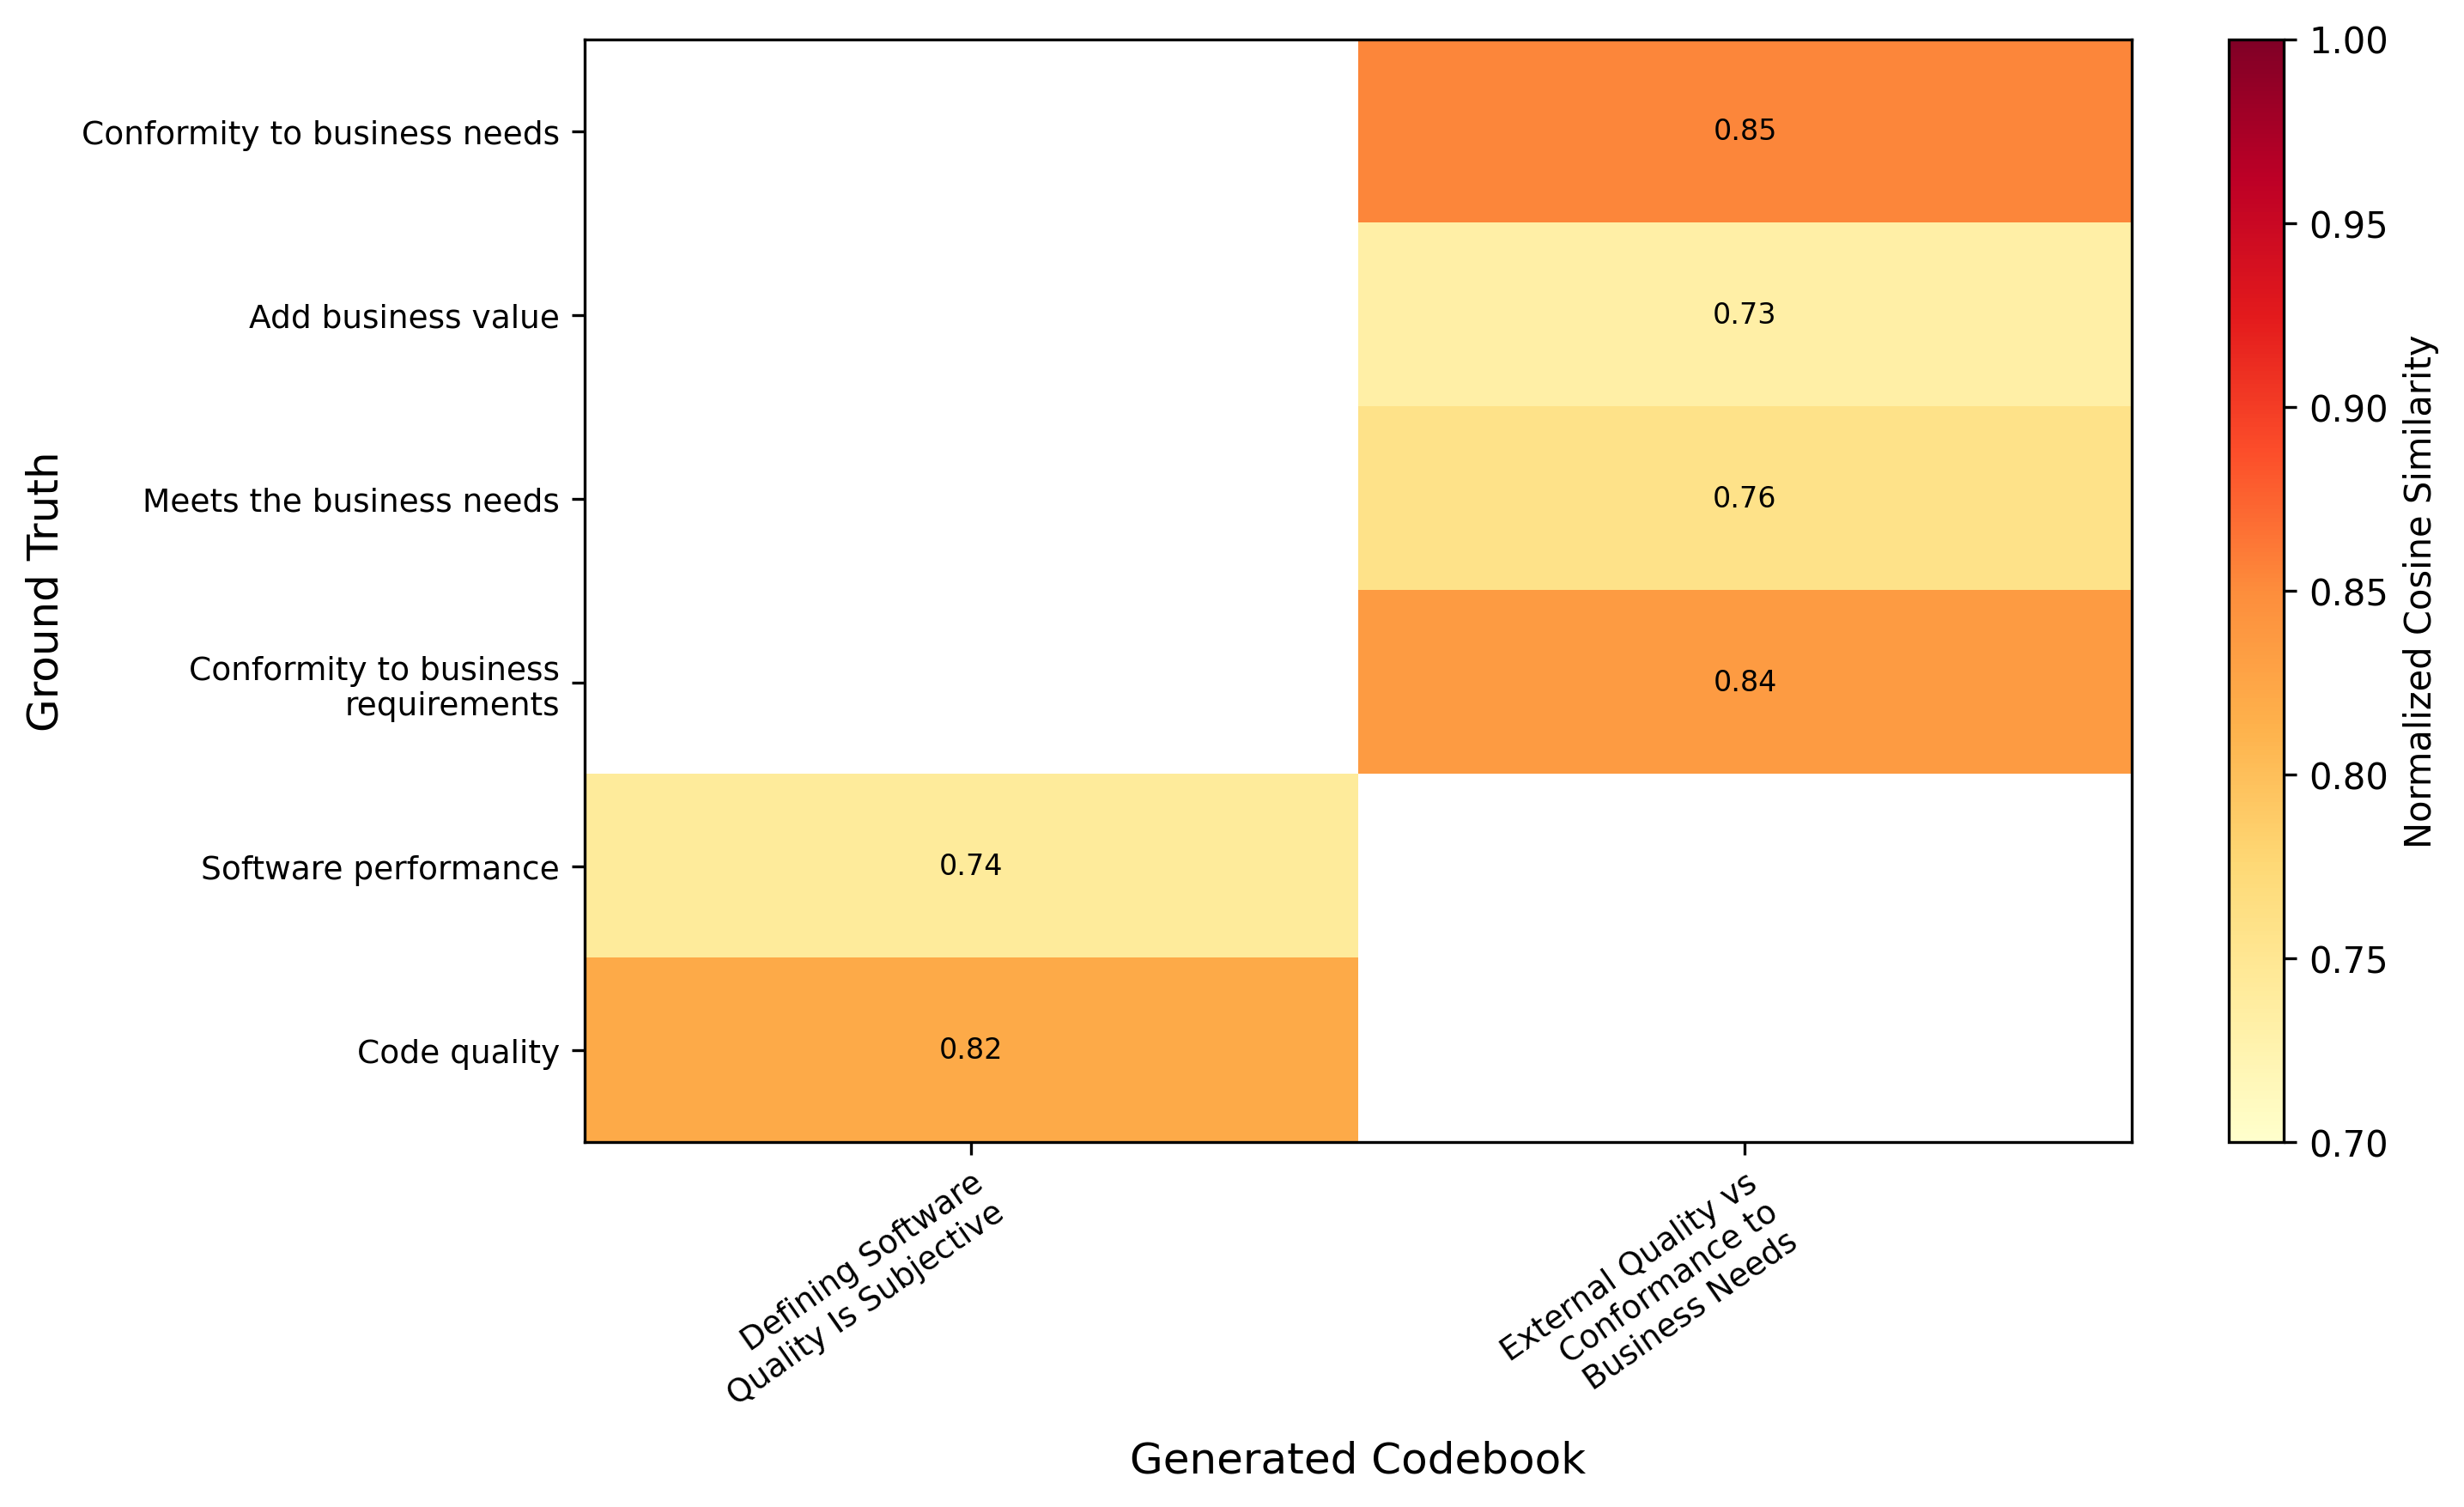 Ground Truth
Conformity to business needs
Add business value
Meets the business needs
Conformity to business
requirements
Software performance
Code quality
0.85
0.73
0.76
0.84
0.74
0.82
Defining Software
Quality Is Subjective
External Quality vs
Conformance to
Business Needs
Generated Codebook
1.00
0.95
0.90
0.85
0.80
0.75
0.70
Normalized Cosine Similarity